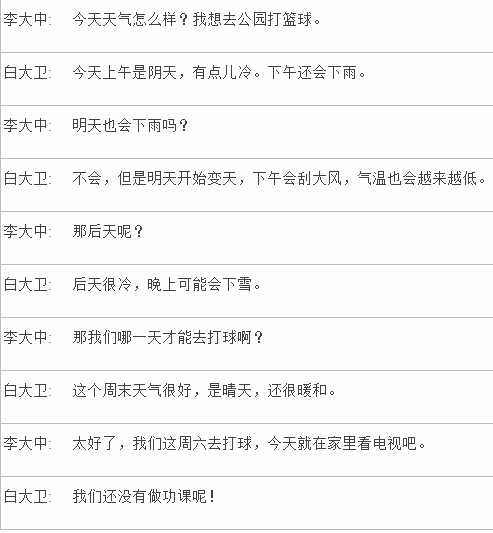 李大中: 今天天气怎么样？我想去公园打篮球。
白大卫: 今天上午是阴天，有点儿冷。下午还会下雨。
李大中: 明天也会下雨吗？
白大卫: 不会，但是明天开始变天，下午会刮大风，气温也会越来越低。
李大中: 那后天呢？
白大卫: 后天很冷，晚上可能会下雪。
李大中: 那我们哪一天才能去打球啊？
白大卫: 这个周末天气很好，是晴天，还很暖和。
李大中: 太好了，我们这周六去打球，今天就在家里看电视吧。
白大卫: 我们还没有做功课呢！